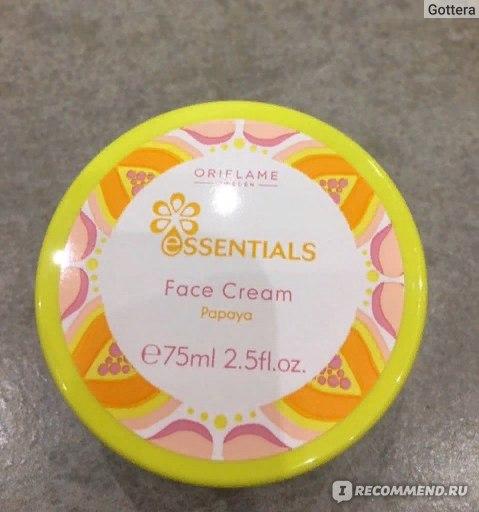 Gottera
ORIFLAME
SWEDEN
essENTIALS
Face Cream
Papaya
℮75ml 2.5fl.oz.
I RECOMMEND.RU